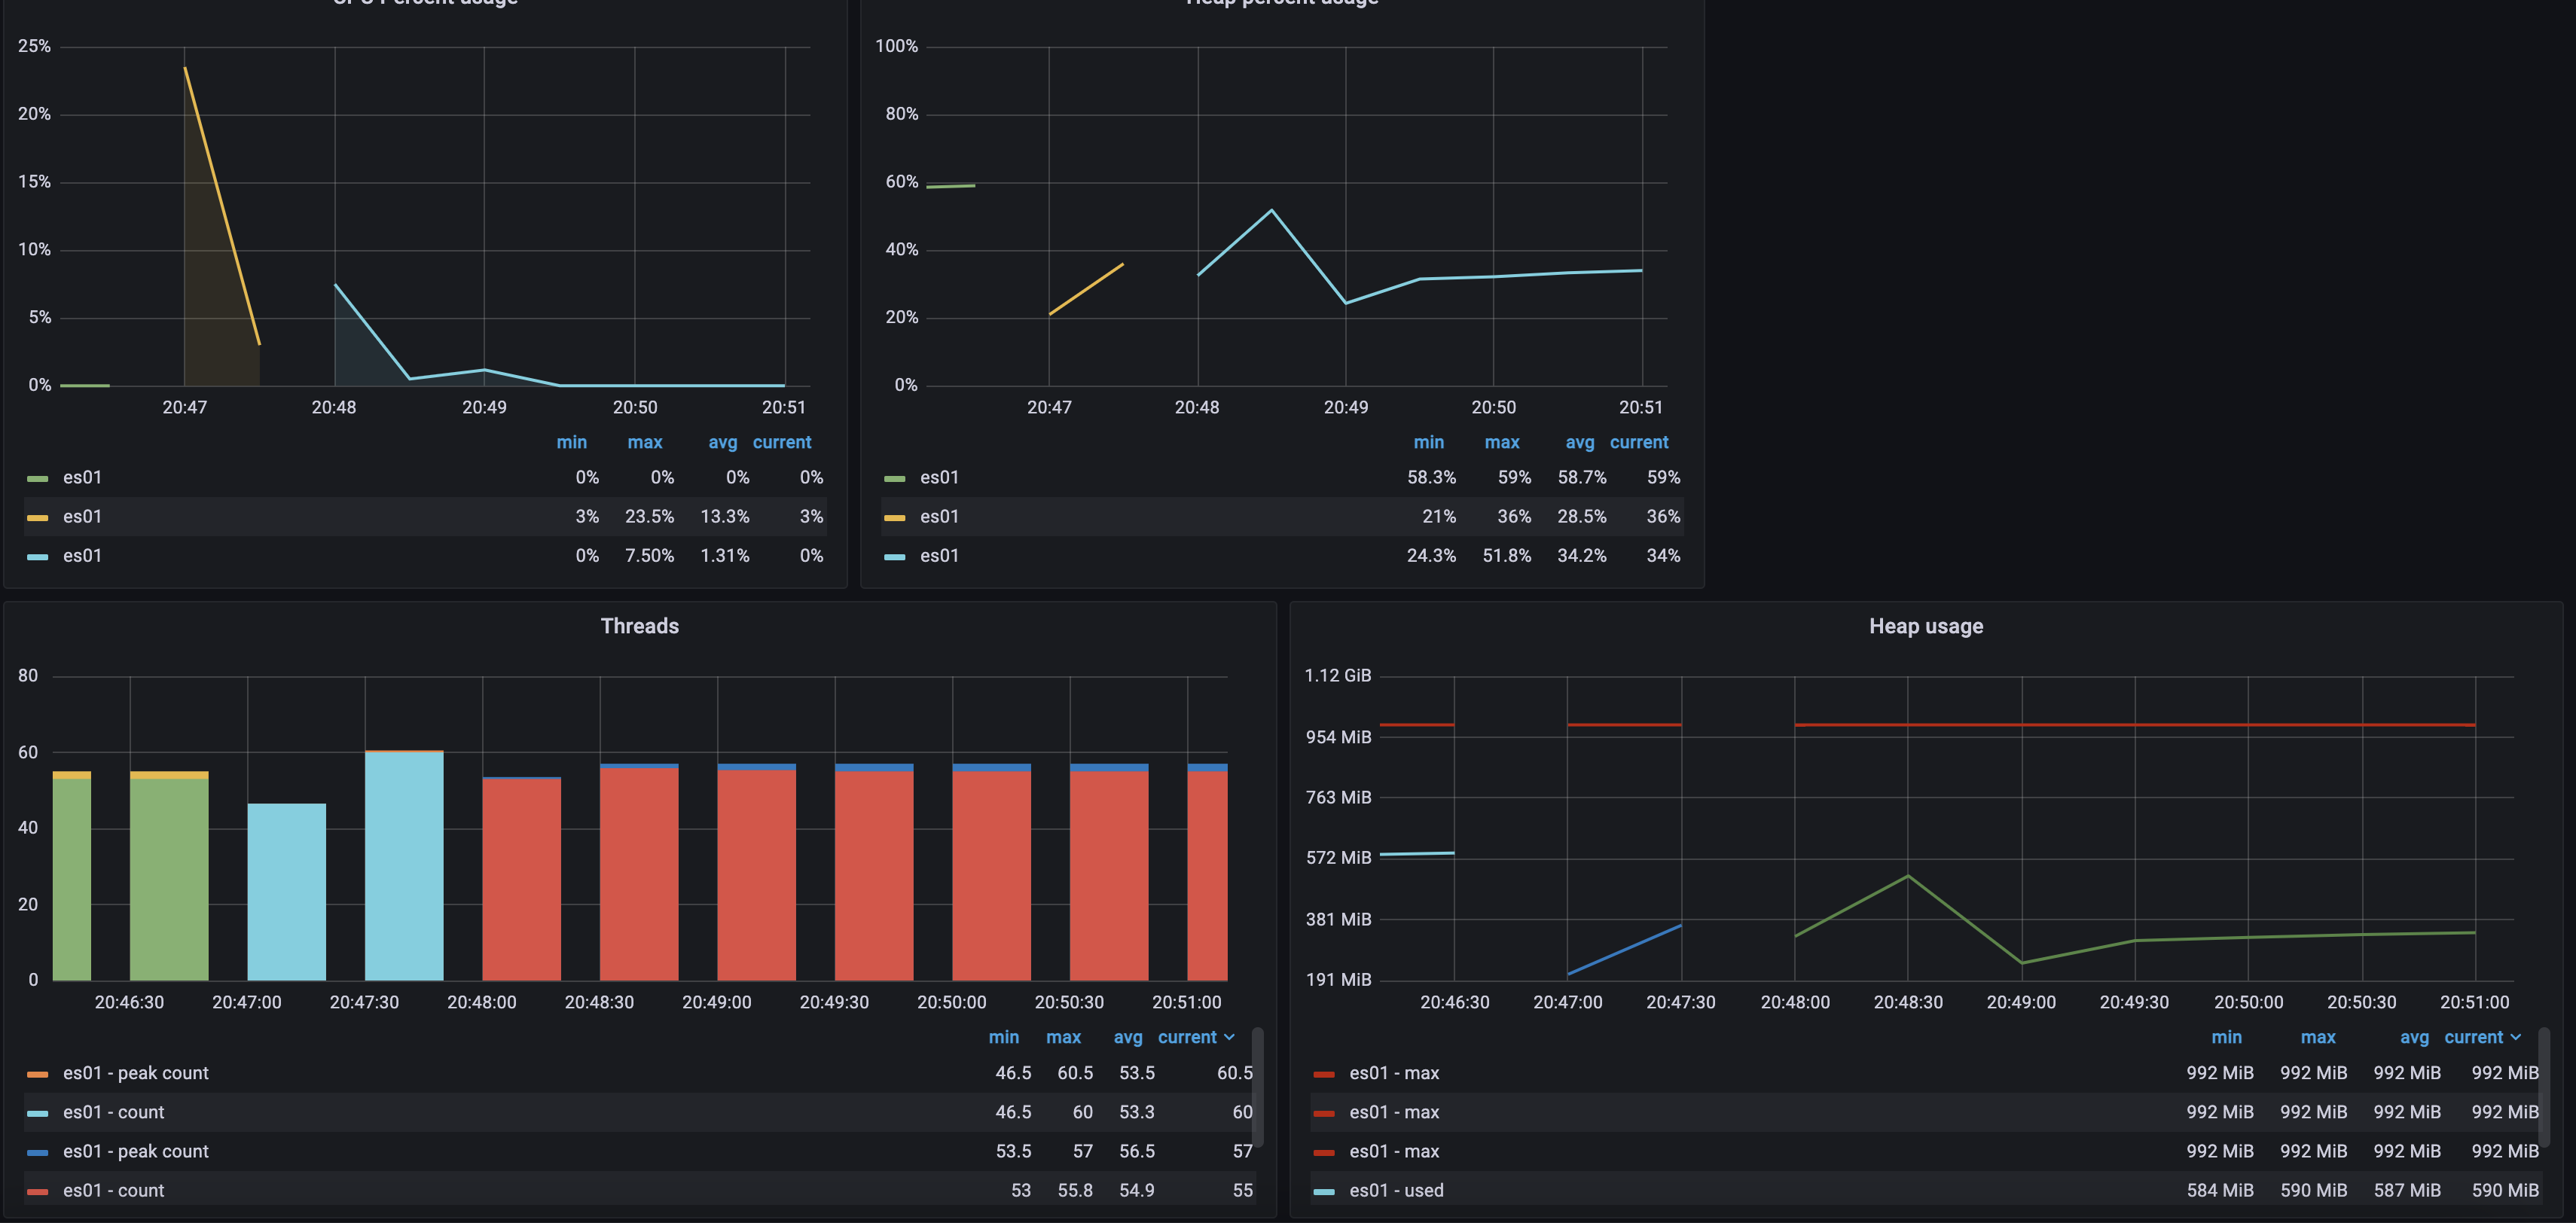 CPU Percent usage
25%
20%
15%
10%
5%
0%
20:47 20:48 20:49 20:50 20:51
min max avg current
es01 0% 0% 0% 0%
es01 3% 23.5% 13.3% 3%
es01 0% 7.50% 1.31% 0%
Heap percent usage
100%
80%
60%
40%
20%
0%
20:47 20:48 20:49 20:50 20:51
min max avg current
es01 58.3% 59% 58.7% 59%
es01 21% 36% 28.5% 36%
es01 24.3% 51.8% 34.2% 34%
Threads
80
60
40
20
0
20:46:30 20:47:00 20:47:30 20:48:00 20:48:30 20:49:00 20:49:30 20:50:00 20:50:30 20:51:00
min max avg current
es01 - peak count 46.5 60.5 53.5 60.5
es01 - count 46.5 60 53.3 60
es01 - peak count 53.5 57 56.5 57
es01 - count 53 55.8 54.9 55
Heap usage
1.12 GiB
954 MiB
763 MiB
572 MiB
381 MiB
191 MiB
20:46:30 20:47:00 20:47:30 20:48:00 20:48:30 20:49:00 20:49:30 20:50:00 20:50:30 20:51:00
min max avg current
es01 - max 992 MiB 992 MiB 992 MiB 992 MiB
es01 - max 992 MiB 992 MiB 992 MiB 992 MiB
es01 - max 992 MiB 992 MiB 992 MiB 992 MiB
es01 - used 584 MiB 590 MiB 587 MiB 590 MiB